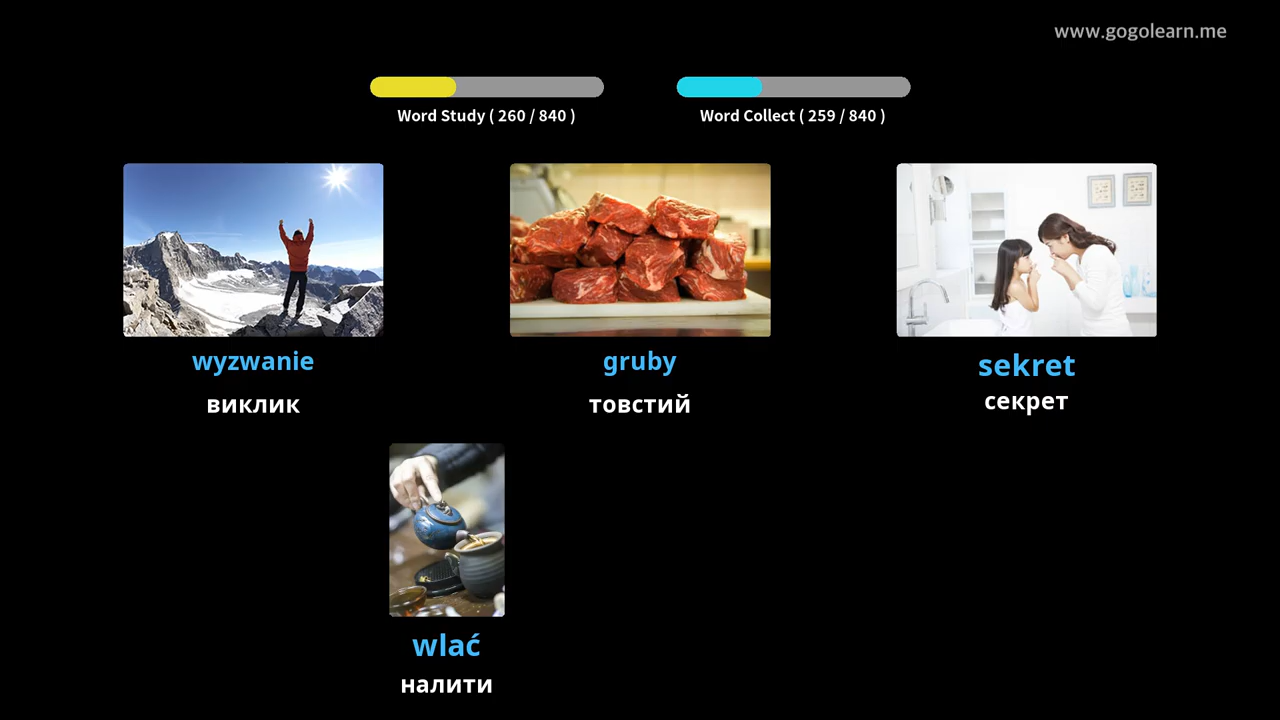 www.gogolearn.me
Word Study ( 260 / 840 )
Word Collect ( 259 / 840 )
wyzwanie
виклик
gruby
товстий
sekret
секрет
wlać
налити